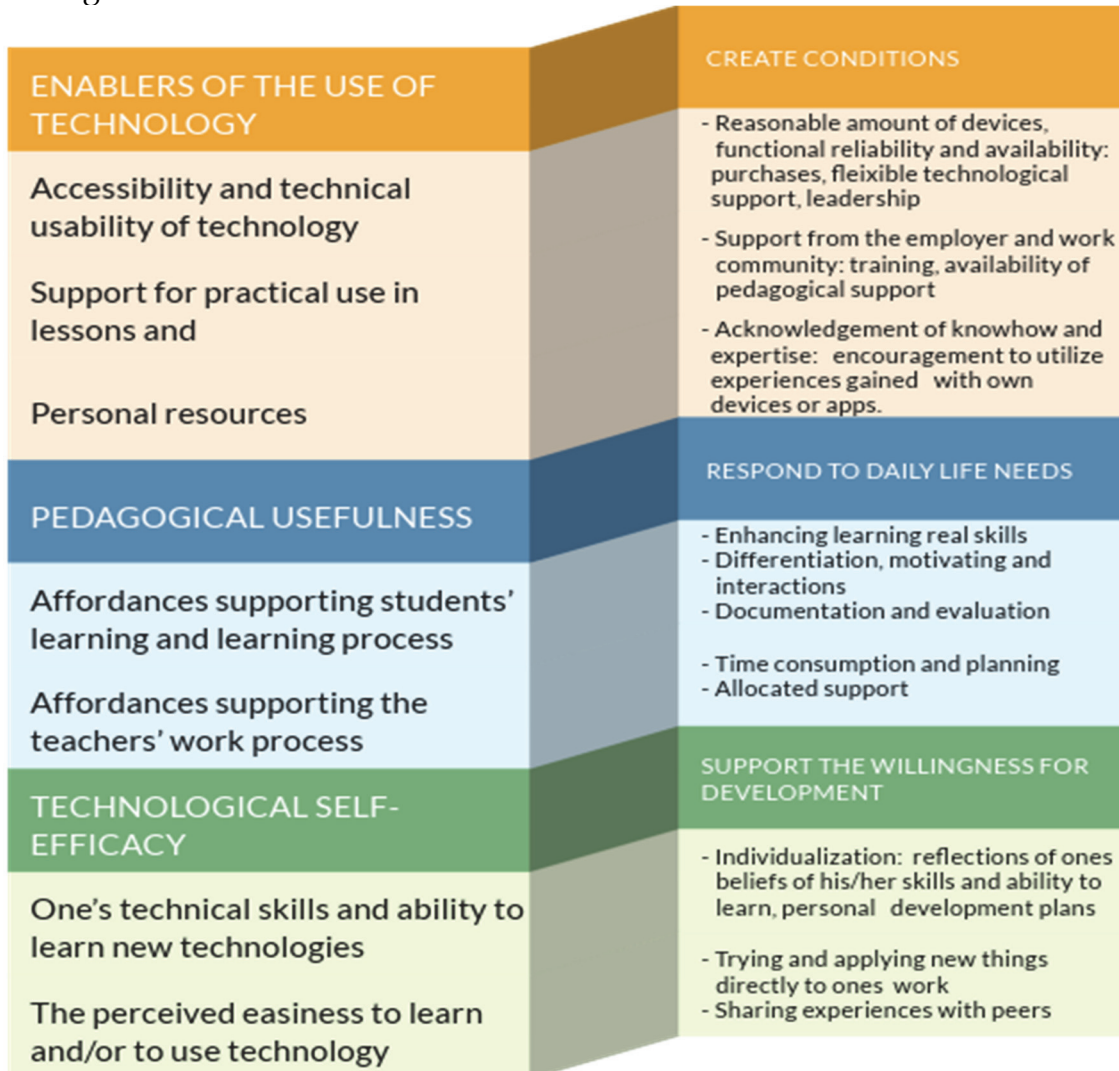 ENABLERS OF THE USE OF
TECHNOLOGY
Accessibility and technical
usability of technology
Support for practical use in
lessons and
Personal resources
CREATE CONDITIONS
- Reasonable amount of devices,
functional reliability and availability:
purchases, fleixible technological
support, leadership
- Support from the employer and work
community: training, availability of
pedagogical support
- Acknowledgement of knowhow and
expertise: encouragement to utilize
experiences gained with own
devices or apps.
PEDAGOGICAL USEFULNESS
Affordances supporting students'
learning and learning process
Affordances supporting the
teachers' work process
RESPOND TO DAILY LIFE NEEDS
- Enhancing learning real skills
- Differentiation, motivating and
interactions
- Documentation and evaluation
- Time consumption and planning
- Allocated support
TECHNOLOGICAL SELF-
EFFICACY
One's technical skills and ability to
learn new technologies
The perceived easiness to learn
and/or to use technology
SUPPORT THE WILLINGNESS FOR
DEVELOPMENT
- Individualization: reflections of ones
beliefs of his/her skills and ability to
learn, personal development plans
- Trying and applying new things
directly to ones work
- Sharing experiences with peers